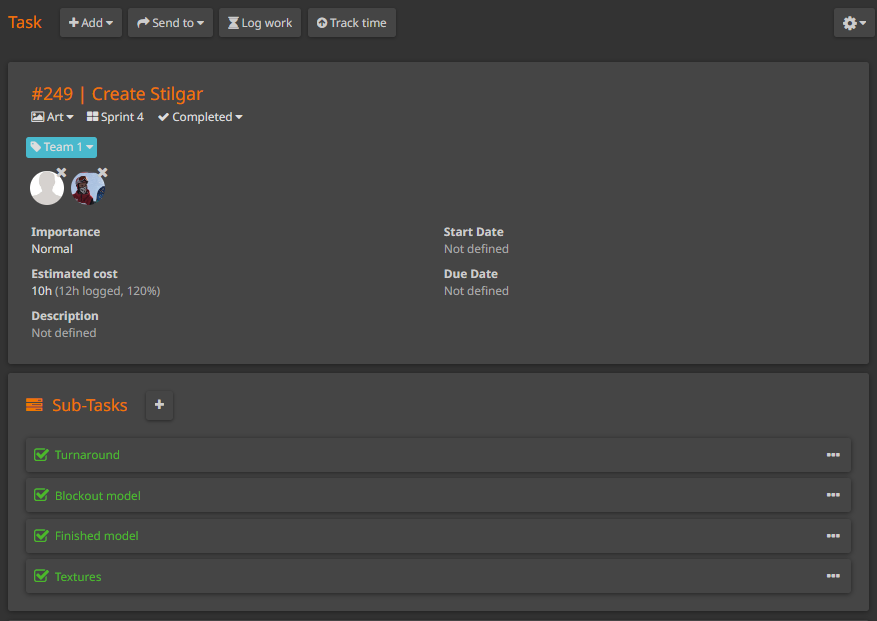 Task Add Send to Log work Track time
#249 | Create Stilgar
Art Sprint 4 Completed
Team 1
Importance
Normal
Start Date
Not defined
Estimated cost
10h (12h logged, 120%)
Due Date
Not defined
Description
Not defined
Sub-Tasks
Turnaround
Blockout model
Finished model
Textures